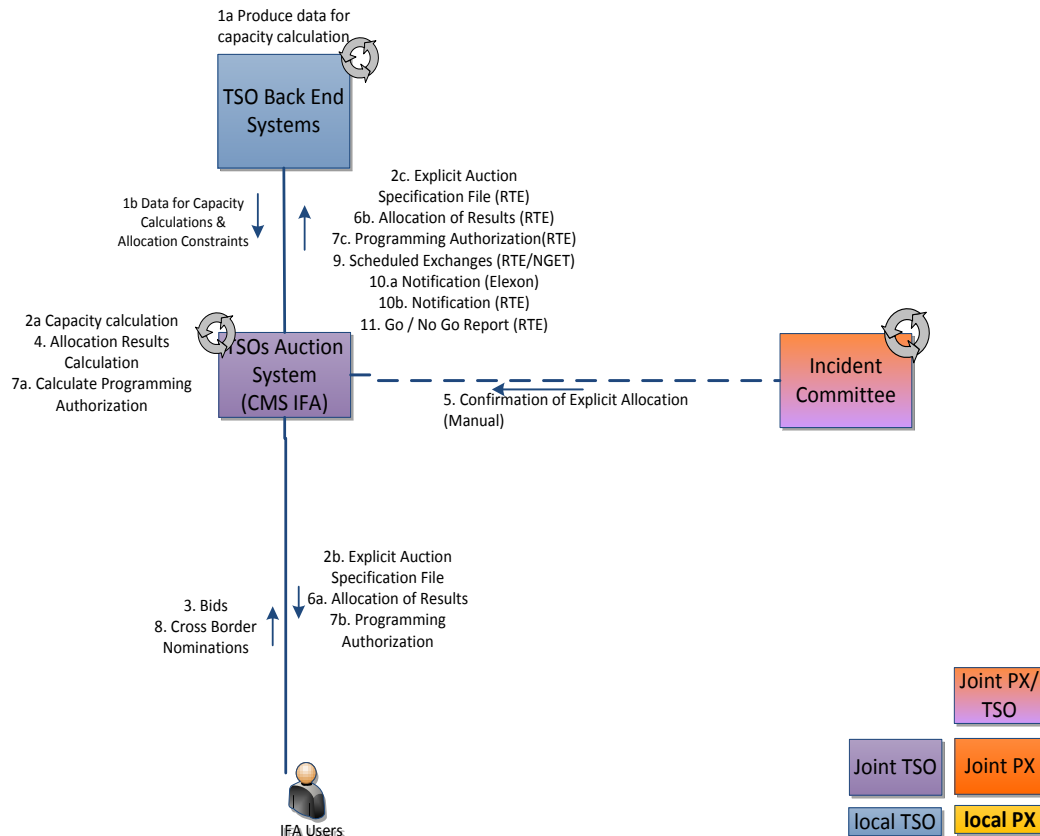 1a Produce data for
capacity calculation
TSO Back End
Systems
1b Data for Capacity
Calculations &
Allocation Constraints
2c. Explicit Auction
Specification File (RTE)
6b. Allocation of Results (RTE)
7c. Programming Authorization(RTE)
9. Scheduled Exchanges (RTE/NGET)
10.a Notification (Elexon)
10b. Notification (RTE)
11. Go / No Go Report (RTE)
2a Capacity calculation
4. Allocation Results
Calculation
7a. Calculate Programming
Authorization
TSOs Auction
System
(CMS IFA)
5. Confirmation of Explicit Allocation
(Manual)
Incident
Committee
2b. Explicit Auction
Specification File
6a. Allocation of Results
7b. Programming
Authorization
3. Bids
8. Cross Border
Nominations
IFA Users
Joint PX/
TSO
Joint TSO
Joint PX
local TSO
local PX